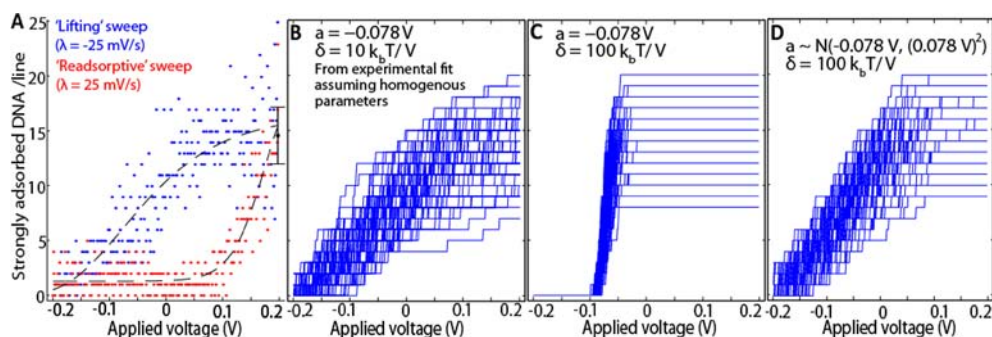 A
'Lifting' sweep
(λ = -25 mV/s)
'Readsorptive' sweep
(λ = 25 mV/s)
Strongly adsorbed DNA /line
25
20
15
10
5
0
-0.2 -0.1 0 0.1 0.2
Applied voltage (V)
B
a = −0.078 V
δ = 10 k_bT/ V
From experimental fit
assuming homogenous
parameters
-0.2 -0.1 0 0.1 0.2
Applied voltage (V)
C
a = −0.078 V
δ = 100 k_bT/ V
-0.2 -0.1 0 0.1 0.2
Applied voltage (V)
D
a ~ N(-0.078 V, (0.078 V)²)
δ = 100 k_bT/ V
-0.2 -0.1 0 0.1 0.2
Applied voltage (V)